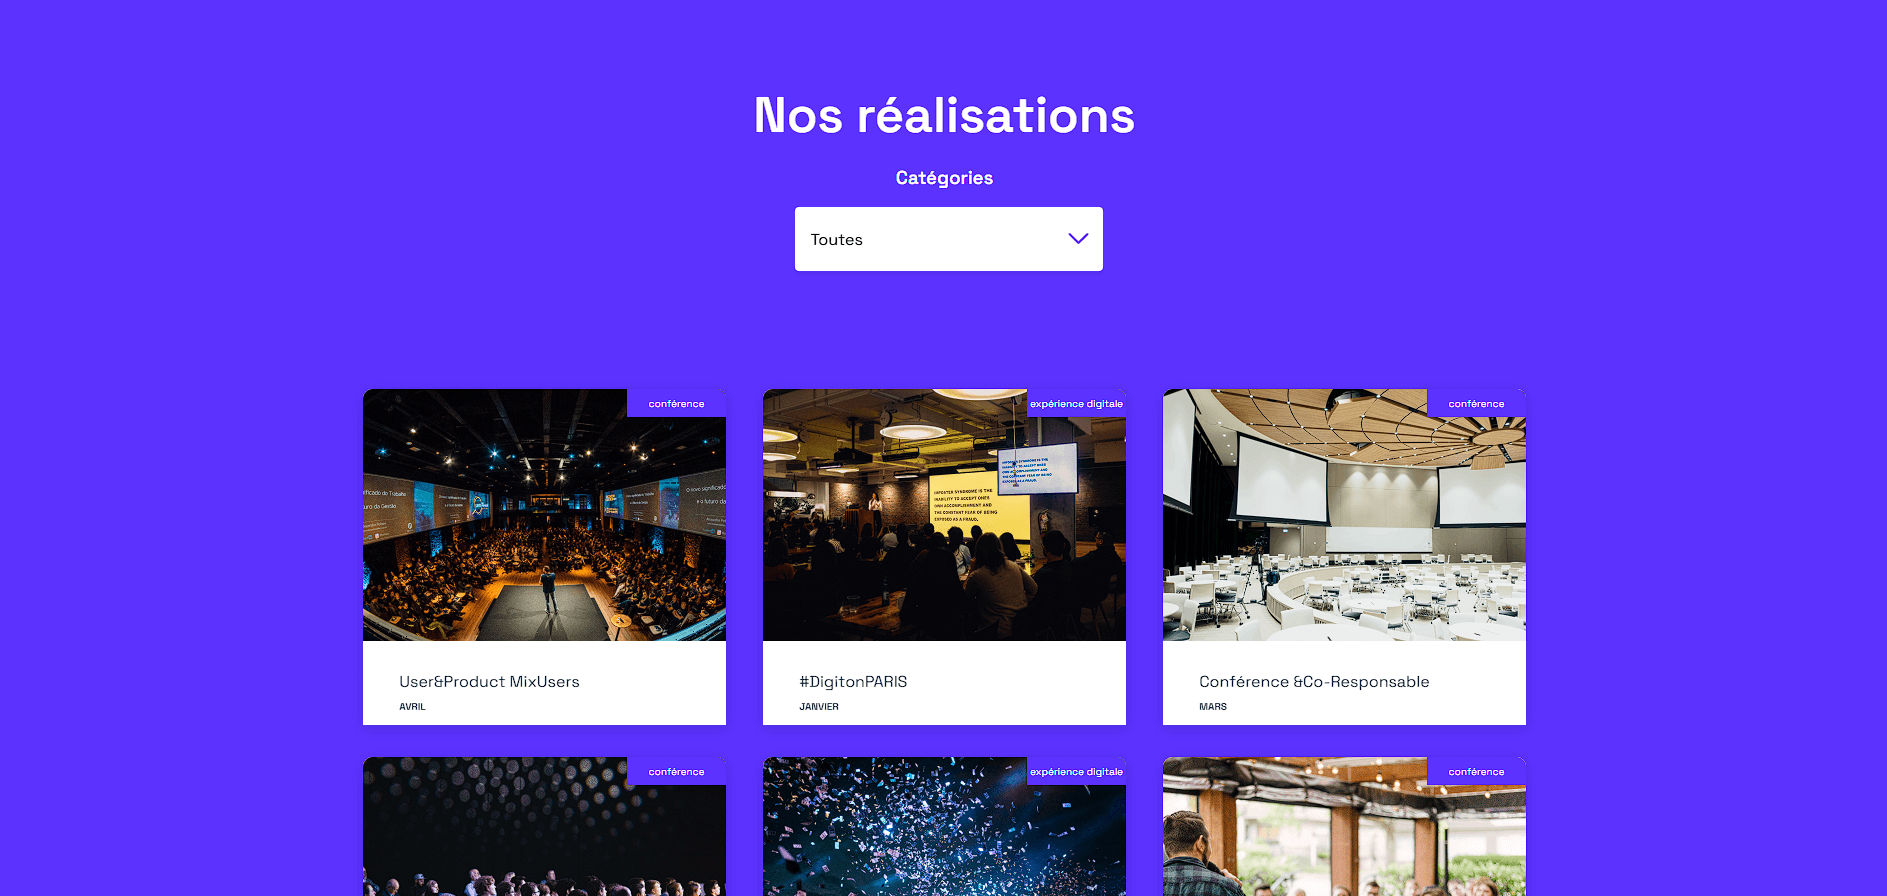 Nos réalisations
Catégories
Toutes
conférence
expérience digitale
conférence
IMPOSTER SYNDROME IS THE
INABILITY TO ACCEPT ONES
OWN ACCOMPLISHMENT AND
THE CONSTANT FEAR OF BEING
EXPOSED AS A FRAUD,
User&Product MixUsers
AVRIL
#DigitonPARIS
JANVIER
Conférence &Co-Responsable
MARS
conférence
expérience digitale
conférence